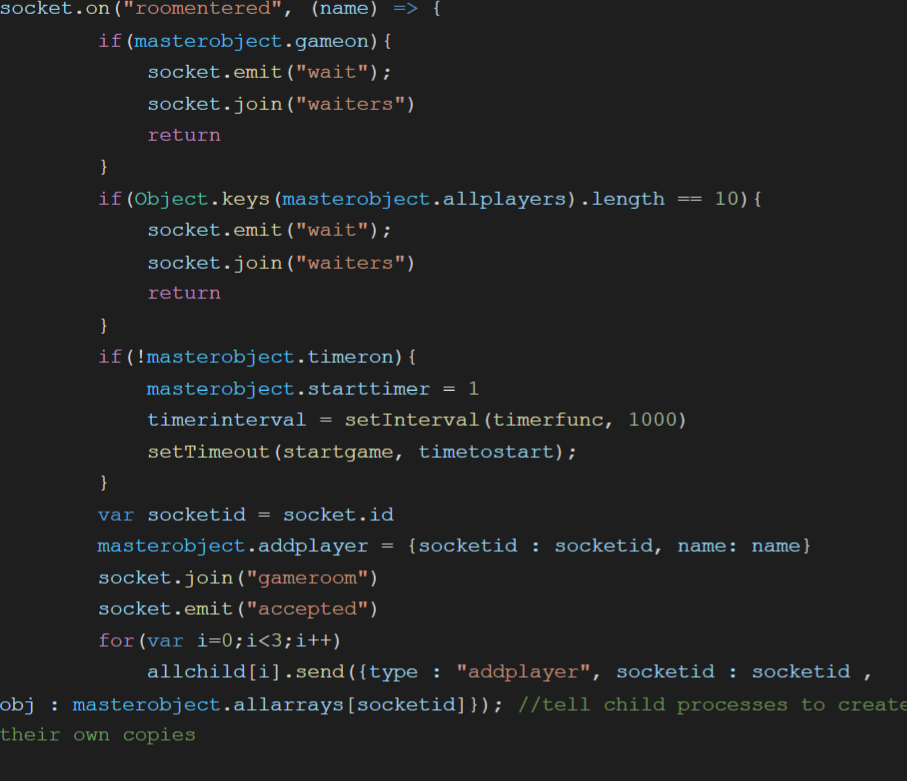 socket.on("roomentered", (name) => {
if(masterobject.gameon){
socket.emit("wait");
socket.join("waiters")
return
}
if(Object.keys(masterobject.allplayers).length == 10){
socket.emit("wait");
socket.join("waiters")
return
}
if(!masterobject.timeron){
masterobject.starttimer = 1
timerinterval = setInterval(timerfunc, 1000)
setTimeout(startgame, timetostart);
}
var socketid = socket.id
masterobject.addplayer = {socketid : socketid, name: name}
socket.join("gameroom")
socket.emit("accepted")
for(var i=0;i<3;i++)
allchild[i].send({type : "addplayer", socketid : socketid ,
obj : masterobject.allarrays[socketid]}); //tell child processes to create
their own copies